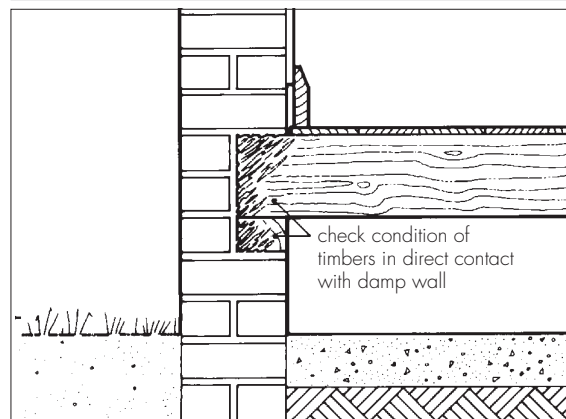 check condition of
timbers in direct contact
with damp wall